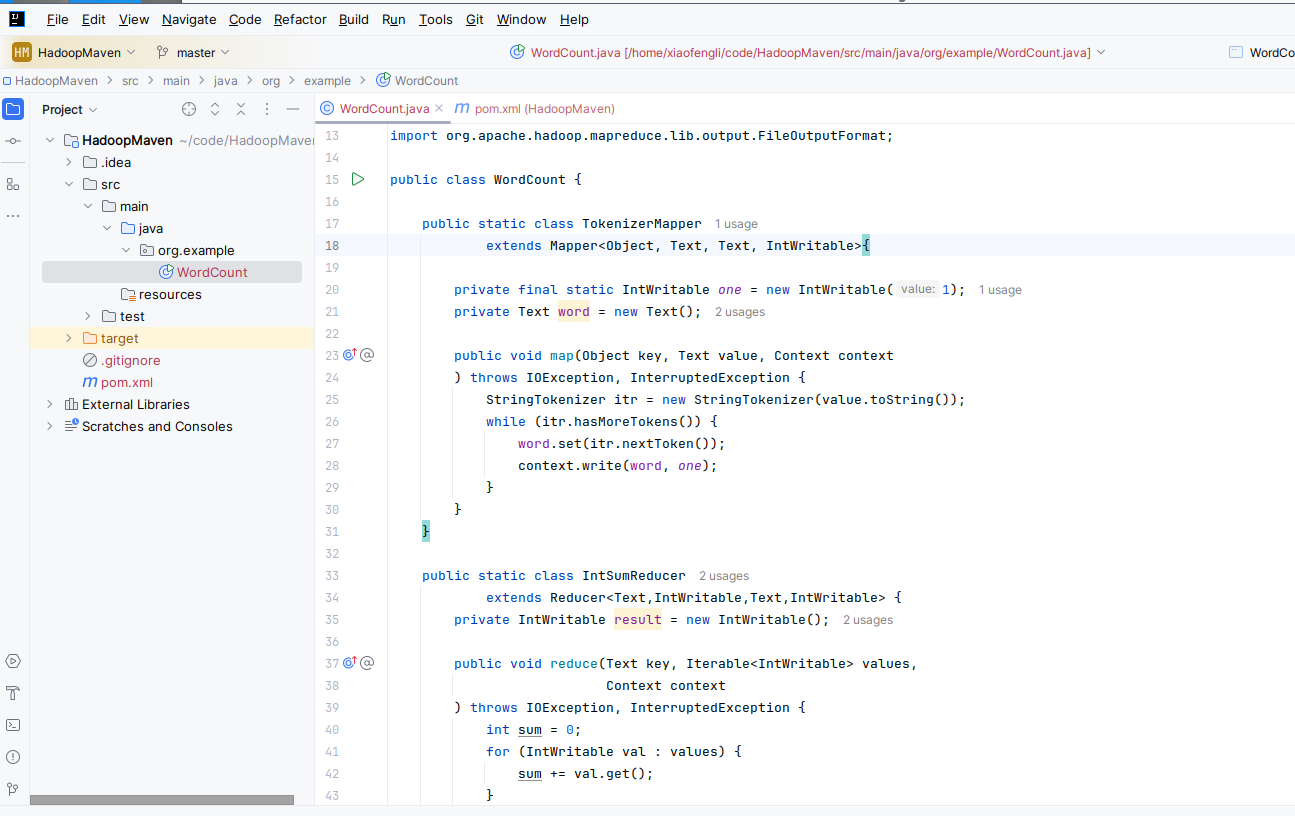 File Edit View Navigate Code Refactor Build Run Tools Git Window Help
HM HadoopMaven master WordCount.java [/home/xiaofengli/code/HadoopMaven/src/main/java/org/example/WordCount.java] WordCo
HadoopMaven > src > main > java > org > example > WordCount
Project
WordCount.java
pom.xml (HadoopMaven)
HadoopMaven ~/code/HadoopMaven
.idea
src
main
java
org.example
WordCount
resources
test
target
.gitignore
pom.xml
External Libraries
Scratches and Consoles
13 import org.apache.hadoop.mapreduce.lib.output.FileOutputFormat;
14
15 public class WordCount {
16
17 public static class TokenizerMapper 1 usage
18 extends Mapper<Object, Text, Text, IntWritable>{
19
20 private final static IntWritable one = new IntWritable( value: 1); 1 usage
21 private Text word = new Text(); 2 usages
22
23 public void map(Object key, Text value, Context context
24 ) throws IOException, InterruptedException {
25 StringTokenizer itr = new StringTokenizer(value.toString());
26 while (itr.hasMoreTokens()) {
27 word.set(itr.nextToken());
28 context.write(word, one);
29 }
30 }
31 }
32
33 public static class IntSumReducer 2 usages
34 extends Reducer<Text,IntWritable,Text,IntWritable> {
35 private IntWritable result = new IntWritable(); 2 usages
36
37 public void reduce(Text key, Iterable<IntWritable> values,
38 Context context
39 ) throws IOException, InterruptedException {
40 int sum = 0;
41 for (IntWritable val : values) {
42 sum += val.get();
43 }